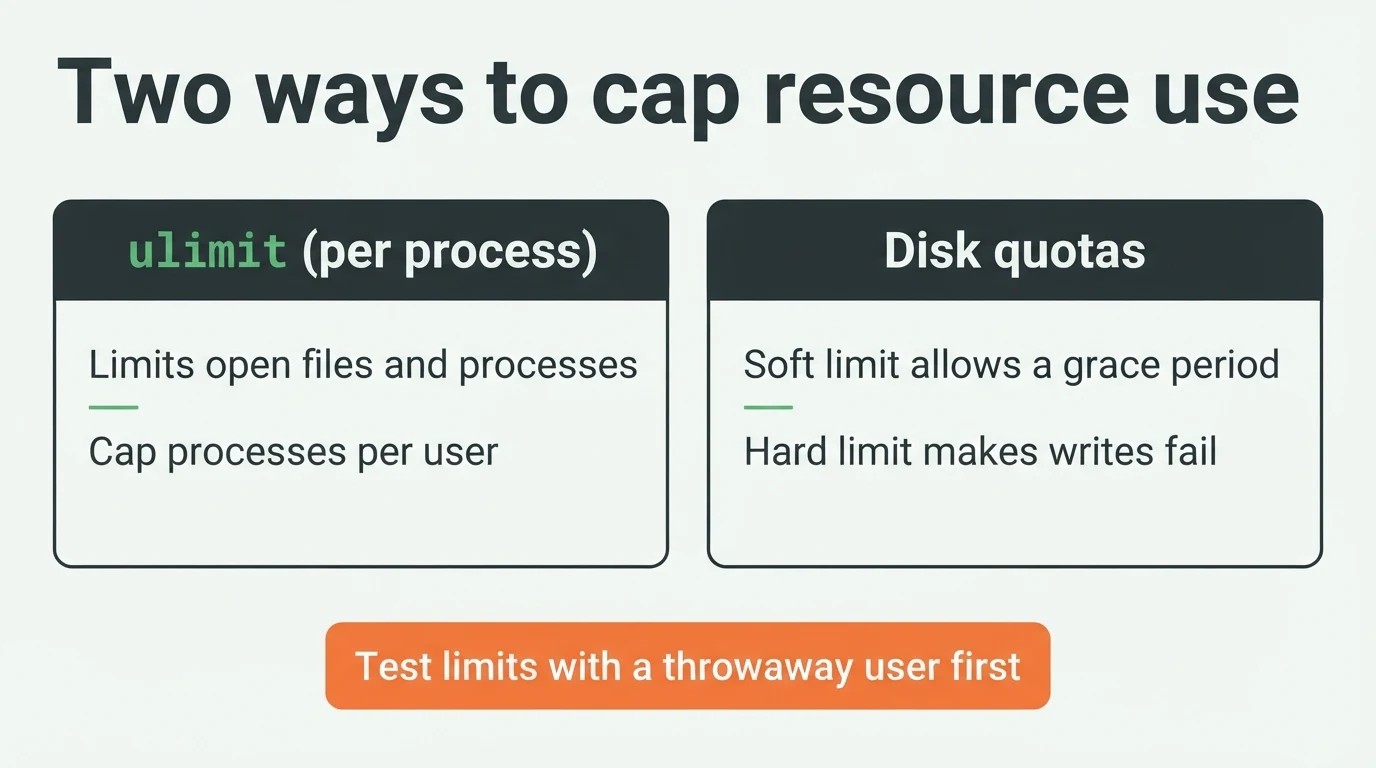 Two ways to cap resource use
ulimit (per process)
Limits open files and processes
Cap processes per user
Disk quotas
Soft limit allows a grace period
Hard limit makes writes fail
Test limits with a throwaway user first